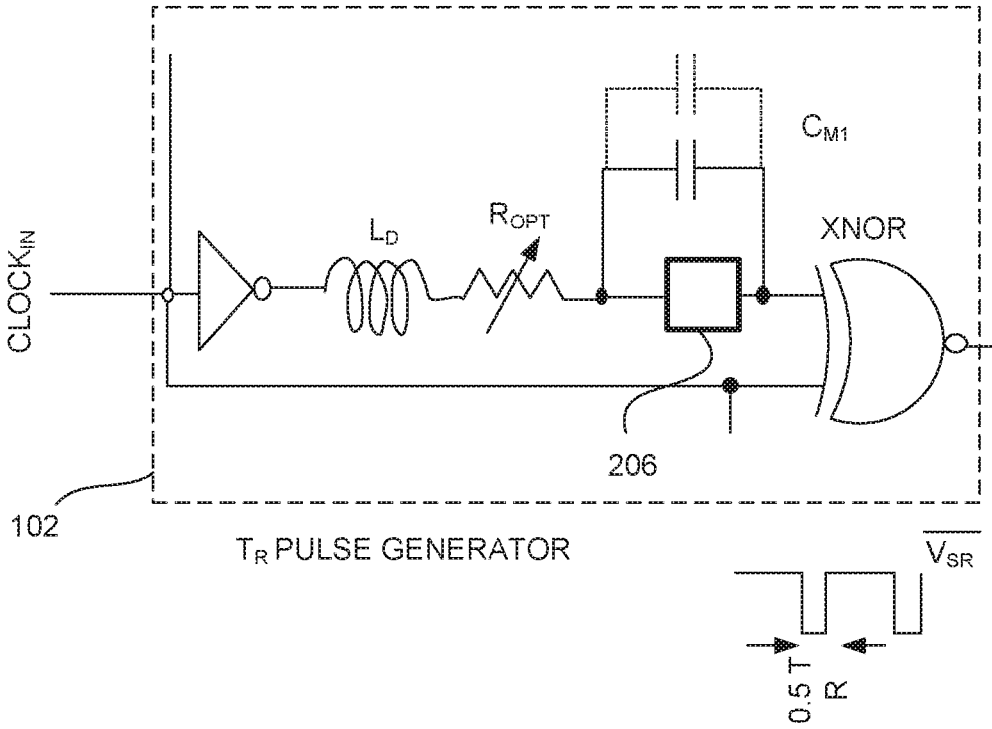 C_M1
R_OPT
L_D
XNOR
CLOCK_IN
206
102
T_R PULSE GENERATOR
V_SR
0.5 T
R